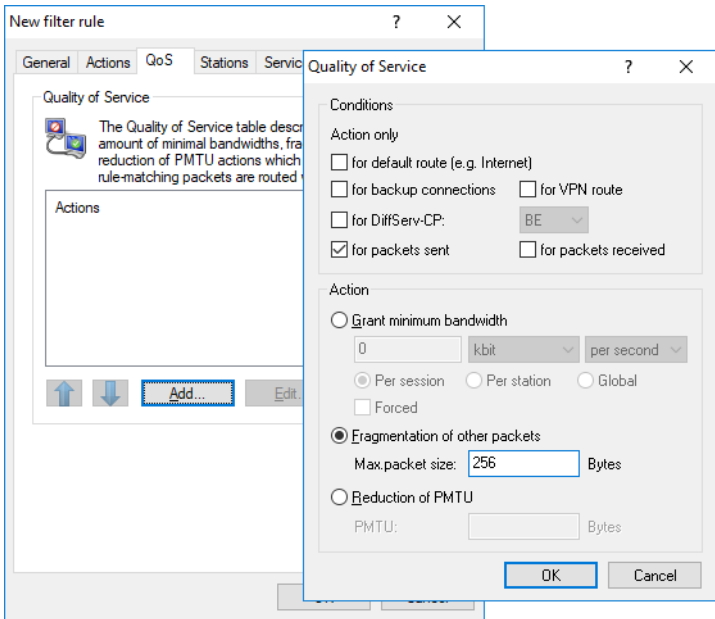 New filter rule
General Actions QoS Stations Servic
Quality of Service
The Quality of Service table descr
amount of minimal bandwidths, fra
reduction of PMTU actions which
rule-matching packets are routed
Actions
Add...
Edit.
Quality of Service
Conditions
Action only
for default route (e.g. Internet)
for backup connections for VPN route
for DiffServ-CP: BE
for packets sent for packets received
Action
Grant minimum bandwidth
0 kbit per second
Per session Per station Global
Forced
Fragmentation of other packets
Max.packet size: 256 Bytes
Reduction of PMTU
PMTU: Bytes
OK Cancel